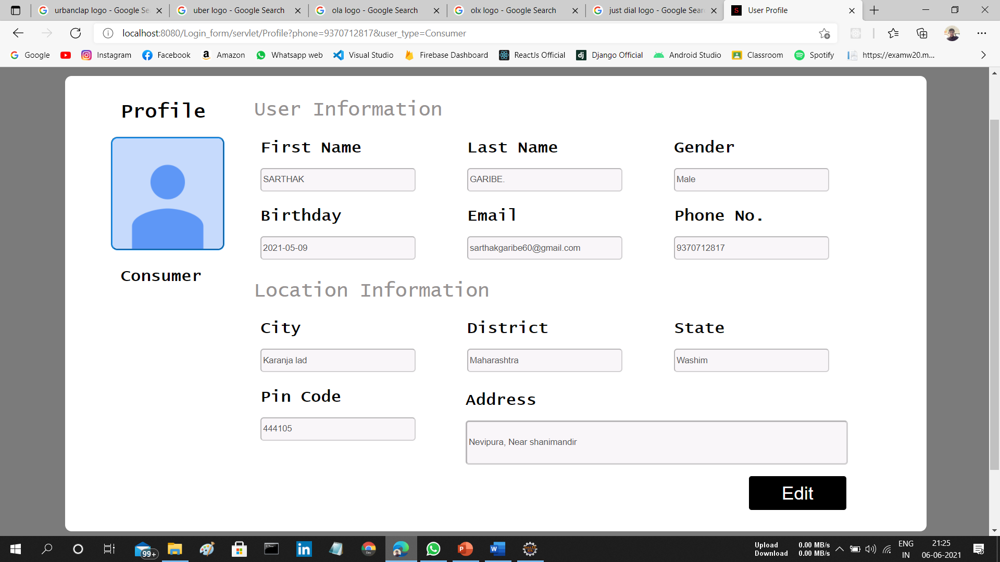 urbanclap logo - Google Se
uber logo - Google Search
ola logo - Google Search
olx logo - Google Search
just dial logo - Google Sear
User Profile
localhost:8080/Login_form/servlet/Profile?phone=9370712817&user_type=Consumer
Google
Instagram
Facebook
Amazon
Whatsapp web
Visual Studio
Firebase Dashboard
ReactJs Official
dj
Django Official
Android Studio
Classroom
Spotify
https://examw20.m...
Profile
User Information
First Name
Last Name
Gender
SARTHAK
GARIBE.
Male
Birthday
Email
Phone No.
2021-05-09
sarthakgaribe60@gmail.com
9370712817
Consumer
Location Information
City
District
State
Karanja lad
Maharashtra
Washim
Pin Code
Address
444105
Nevipura, Near shanimandir
Edit
99+
Upload 0.00 MB/s
Download 0.00 MB/s
ENG
IN
21:25
06-06-2021